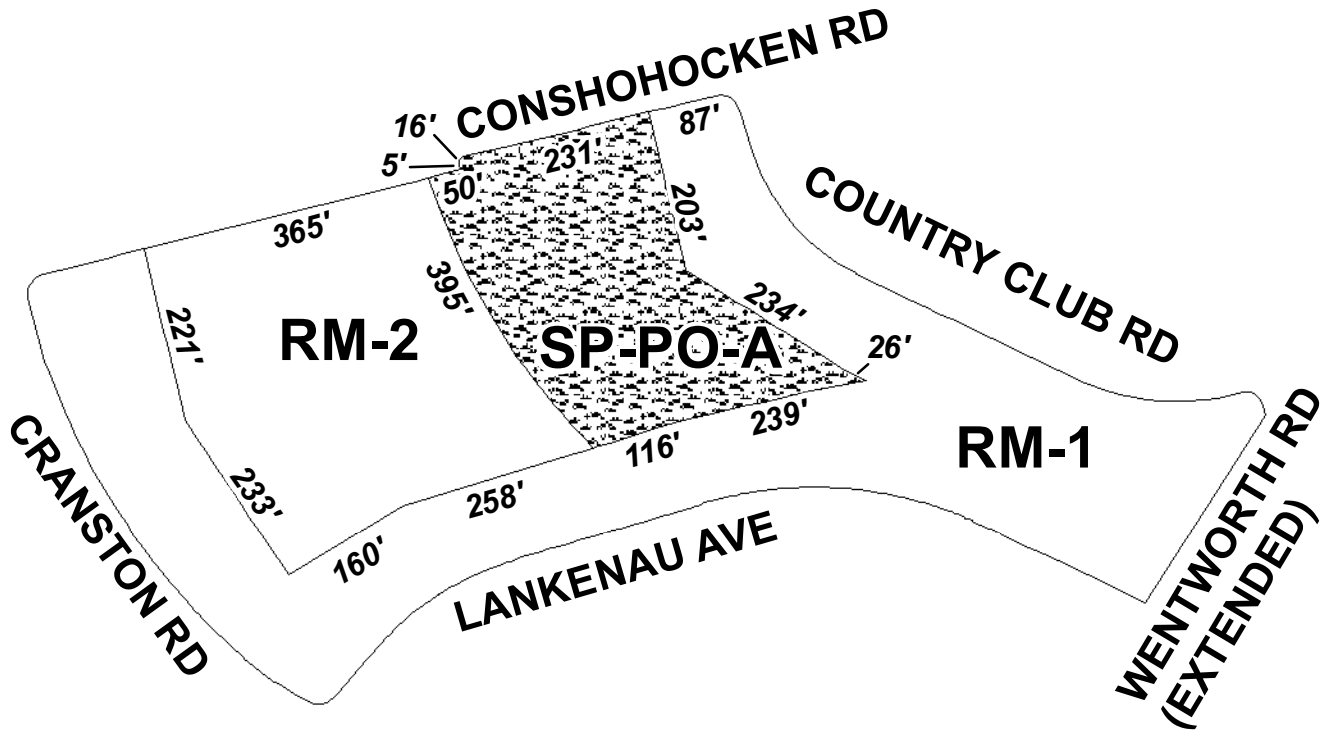 CONSHOHOCKEN RD
16'
5'
50'
231'
87'
365'
203'
COUNTRY CLUB RD
221'
395'
234'
RM-2
SP-PO-A
26'
239'
116'
RM-1
CRANSTON RD
233'
258'
160'
LANKENAU AVE
WENTWORTH RD
(EXTENDED)